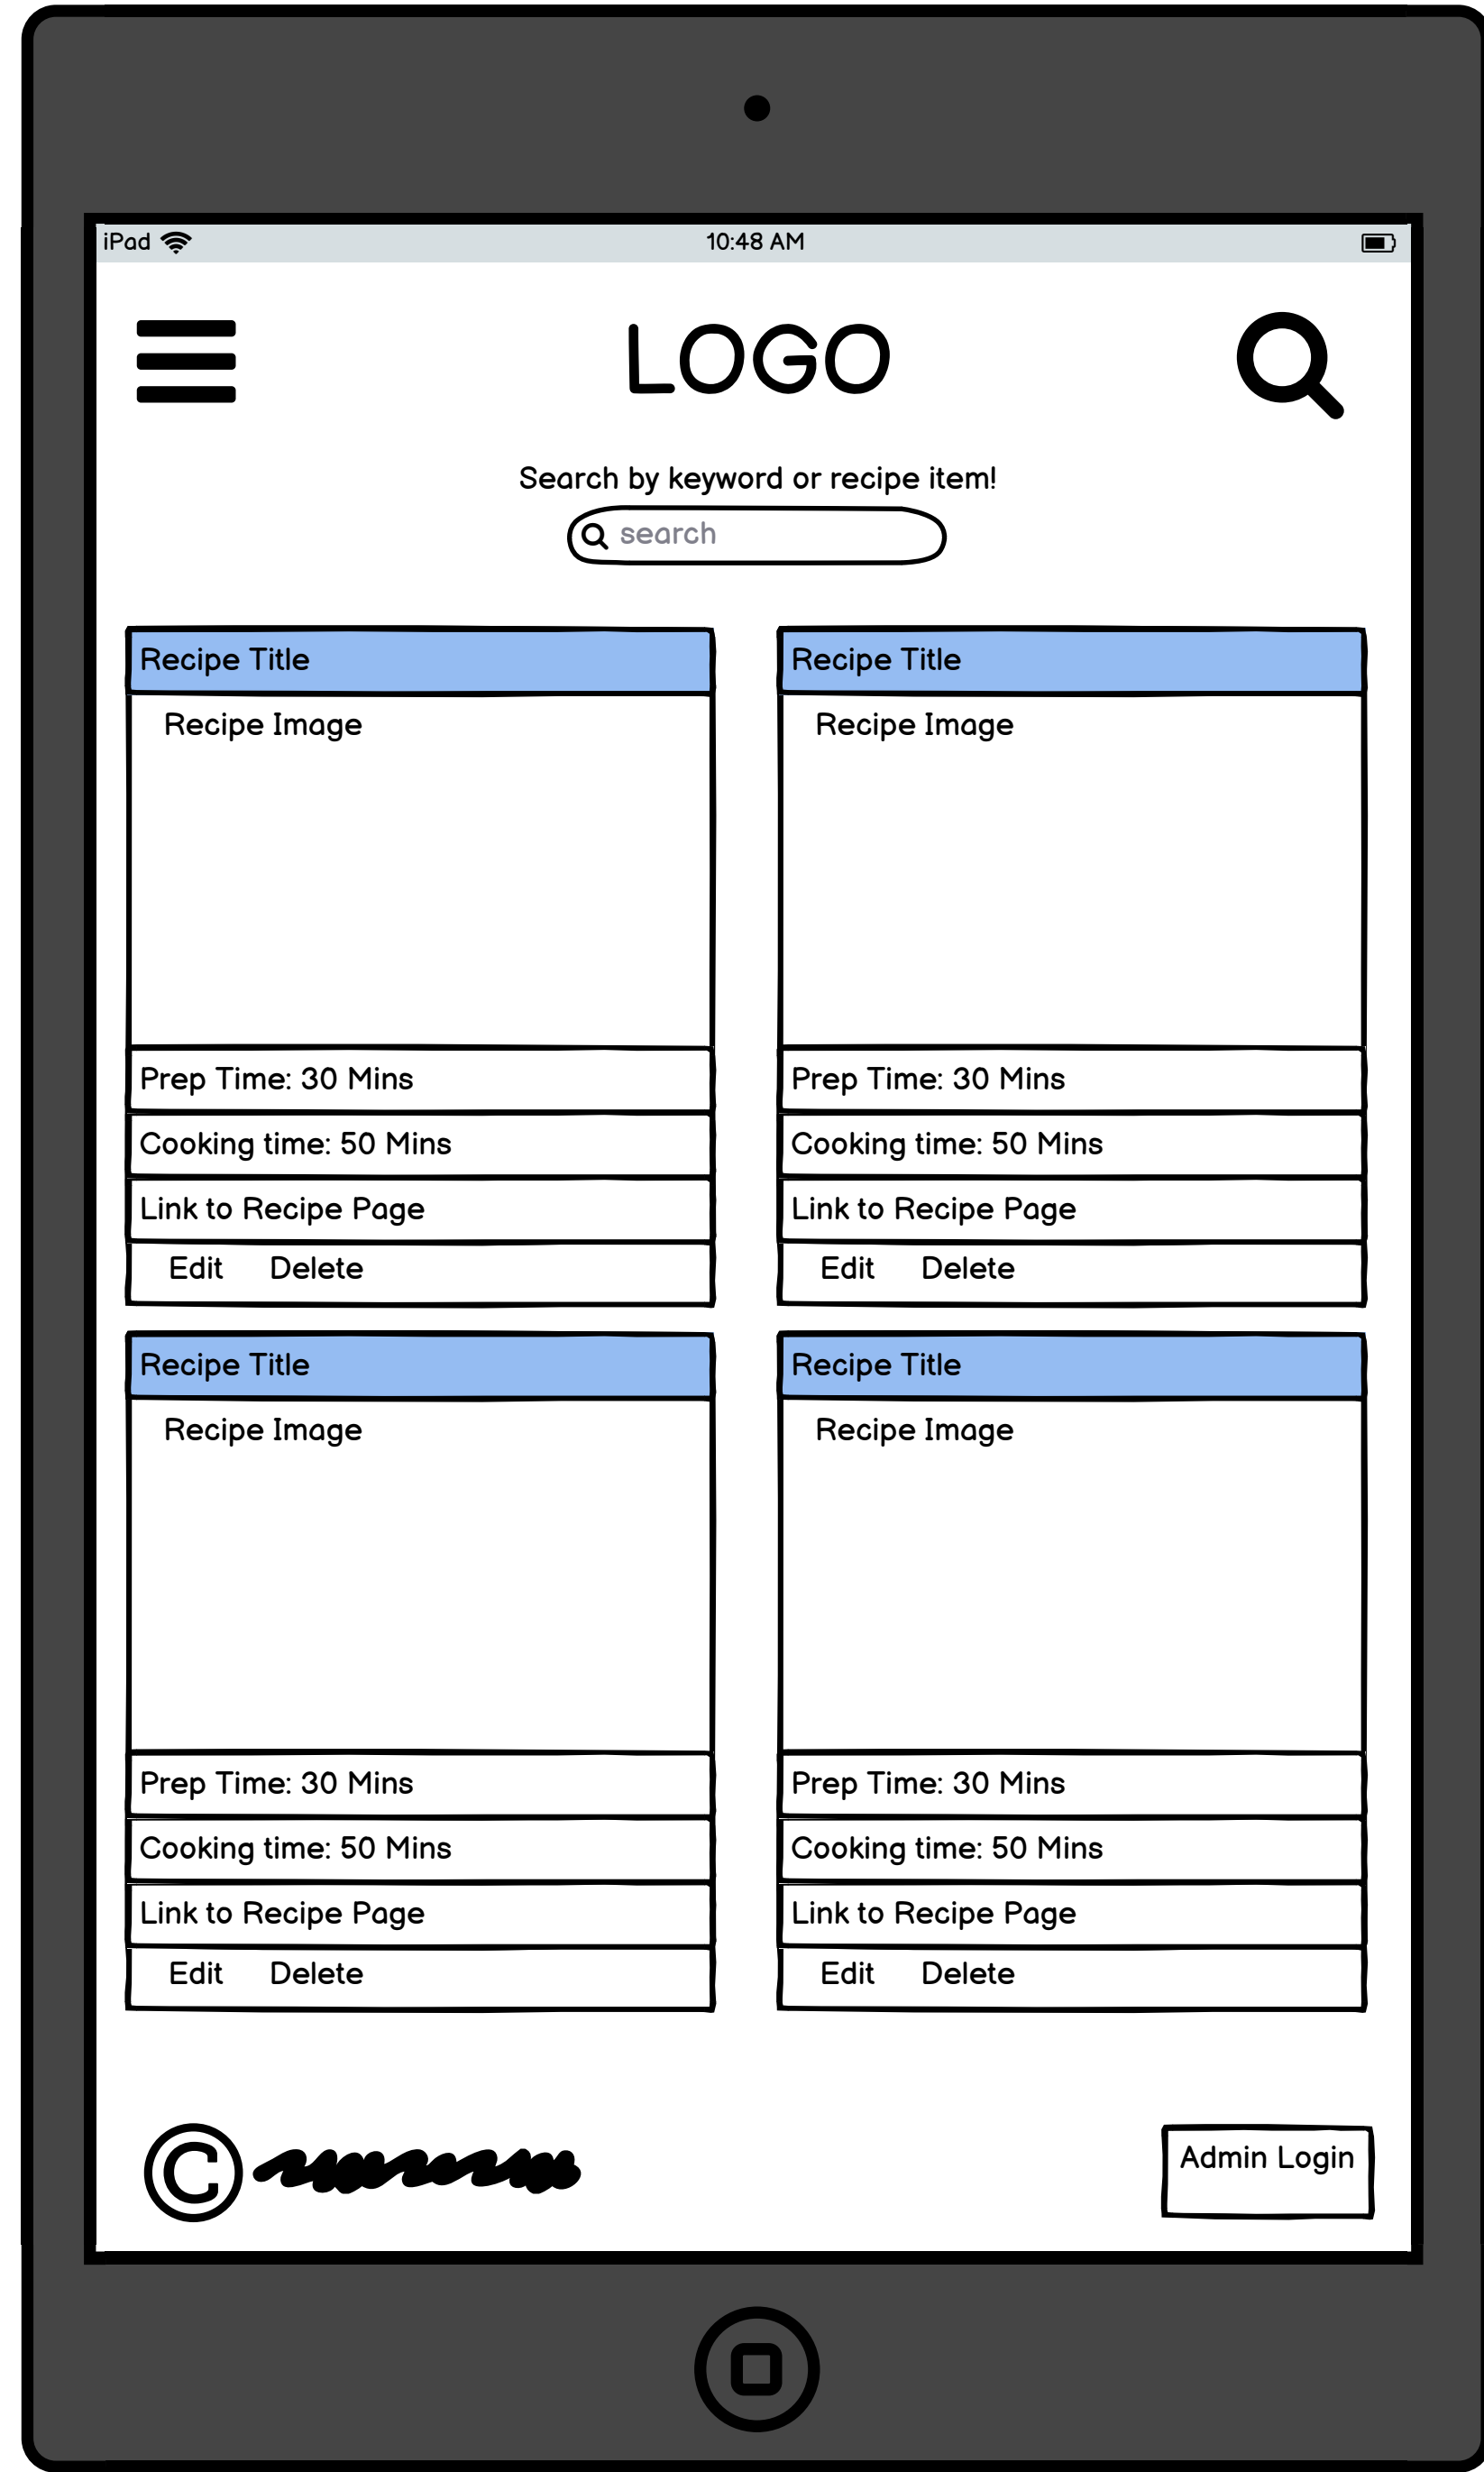 iPad 10:48 AM
LOGO
Search by keyword or recipe item!
search
Recipe Title
Recipe Image
Prep Time: 30 Mins
Cooking time: 50 Mins
Link to Recipe Page
Edit Delete
Recipe Title
Recipe Image
Prep Time: 30 Mins
Cooking time: 50 Mins
Link to Recipe Page
Edit Delete
Recipe Title
Recipe Image
Prep Time: 30 Mins
Cooking time: 50 Mins
Link to Recipe Page
Edit Delete
Recipe Title
Recipe Image
Prep Time: 30 Mins
Cooking time: 50 Mins
Link to Recipe Page
Edit Delete
©
Admin Login